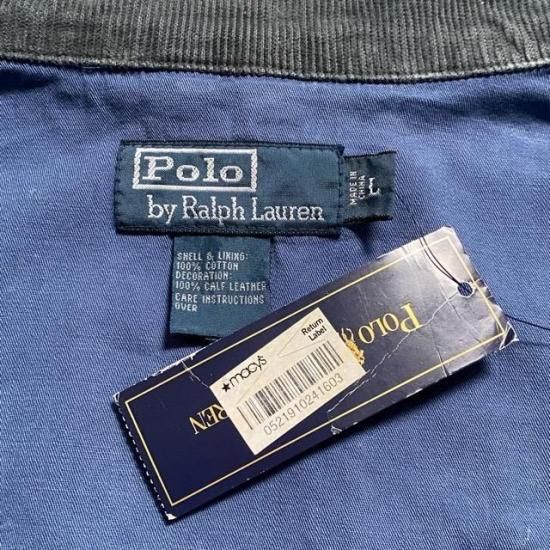 Polo
by Ralph Lauren
MADE IN
CHINA
L
SHELL & LINING:
100% COTTON
DECORATION:
100% CALF LEATHER
CARE INSTRUCTIONS
OVER
POLO
REN
★macy's
Return
Label
0521910241603